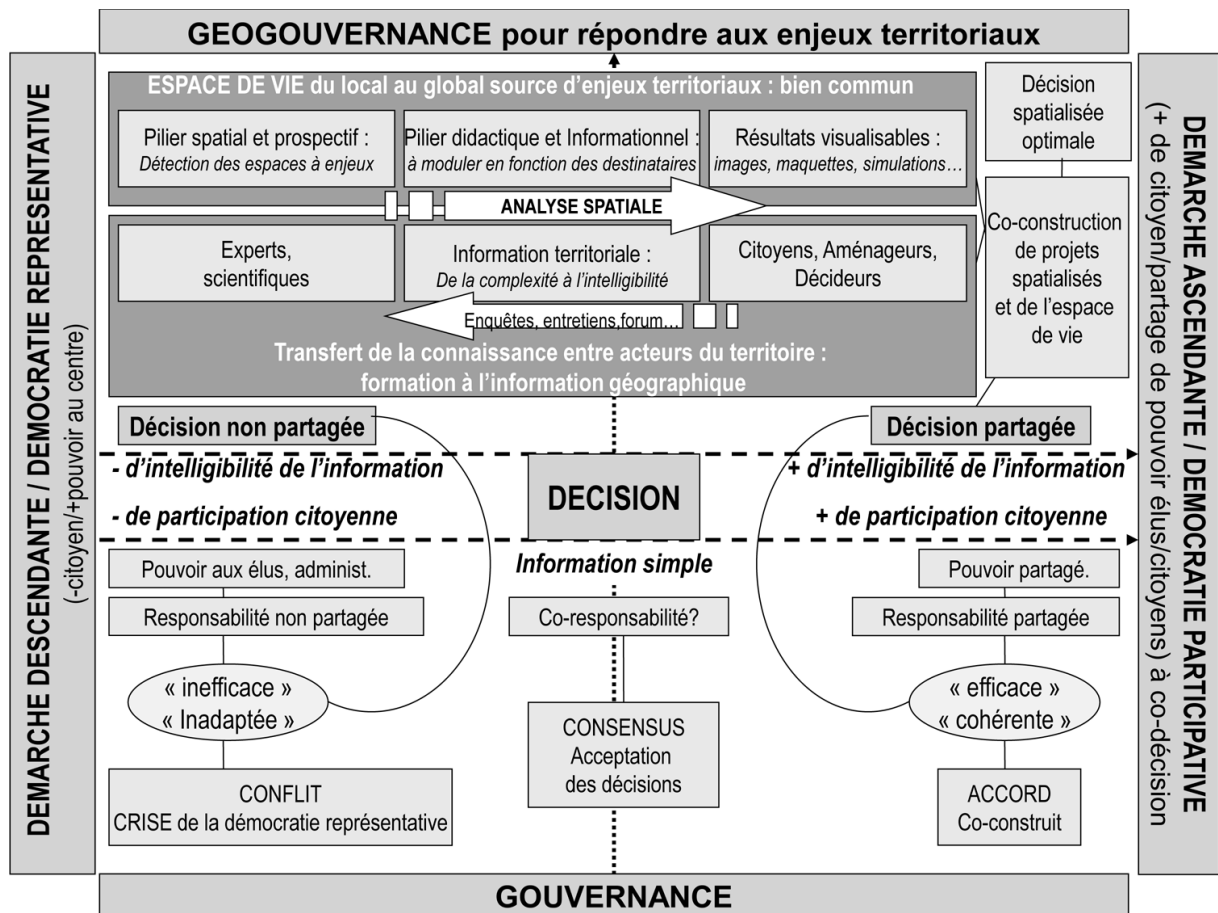 GEOGOUVERNANCE pour répondre aux enjeux territoriaux
DEMARCHE DESCENDANTE / DEMOCRATIE REPRESENTATIVE
(-citoyen/+pouvoir au centre)
ESPACE DE VIE du local au global source d’enjeux territoriaux : bien commun
Pilier spatial et prospectif :
Détection des espaces à enjeux
Pilier didactique et Informationnel :
à moduler en fonction des destinataires
Résultats visualisables :
images, maquettes, simulations…
ANALYSE SPATIALE
Experts,
scientifiques
Information territoriale :
De la complexité à l’intelligibilité
Citoyens, Aménageurs,
Décideurs
Enquêtes, entretiens,forum…
Transfert de la connaissance entre acteurs du territoire :
formation à l’information géographique
Décision
spatialisée
optimale
Co-construction
de projets
spatialisés
et de l’espace
de vie
Décision non partagée
Décision partagée
- d’intelligibilité de l’information
+ d’intelligibilité de l’information
DECISION
- de participation citoyenne
+ de participation citoyenne
Information simple
Pouvoir aux élus, administ.
Pouvoir partagé.
Responsabilité non partagée
Co-responsabilité?
Responsabilité partagée
« inefficace »
« Inadaptée »
« efficace »
« cohérente »
CONSENSUS
Acceptation
des décisions
CONFLIT
CRISE de la démocratie représentative
ACCORD
Co-construit
GOUVERNANCE
DEMARCHE ASCENDANTE / DEMOCRATIE PARTICIPATIVE
(+ de citoyen/partage de pouvoir élus/citoyens) à co-décision